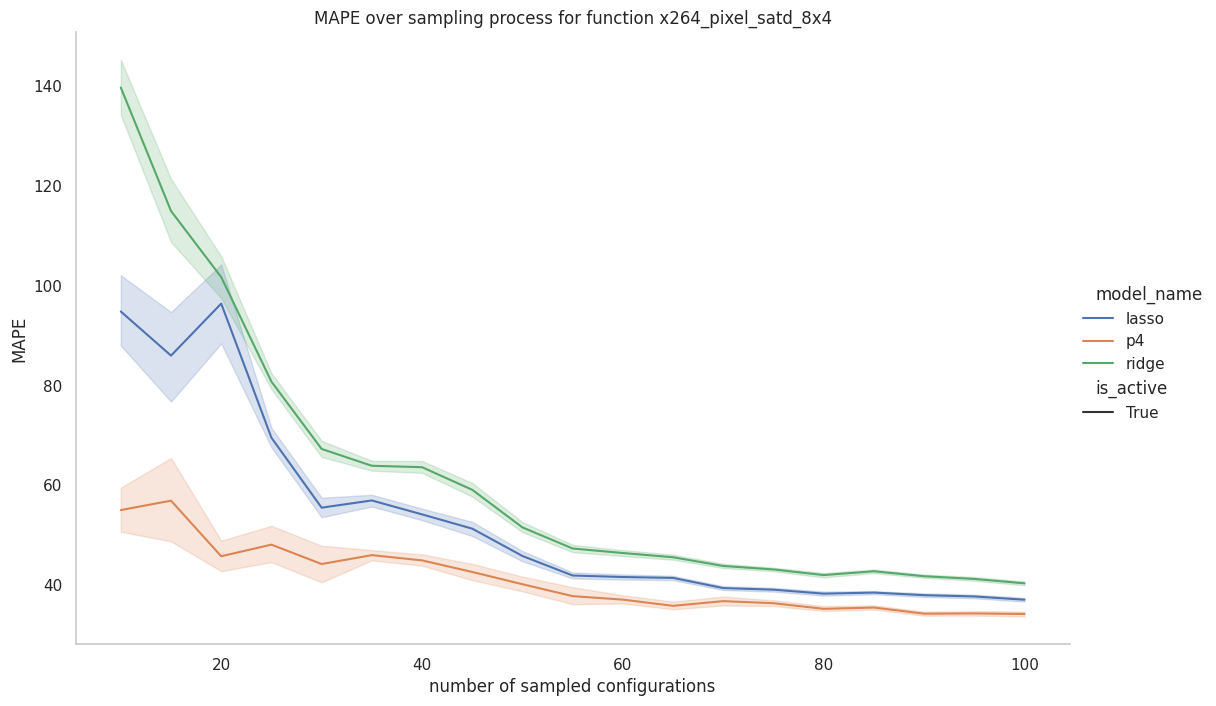 MAPE over sampling process for function x264_pixel_satd_8x4
MAPE
140
120
100
80
60
40
20
40
60
80
100
number of sampled configurations
model_name
lasso
p4
ridge
is_active
True